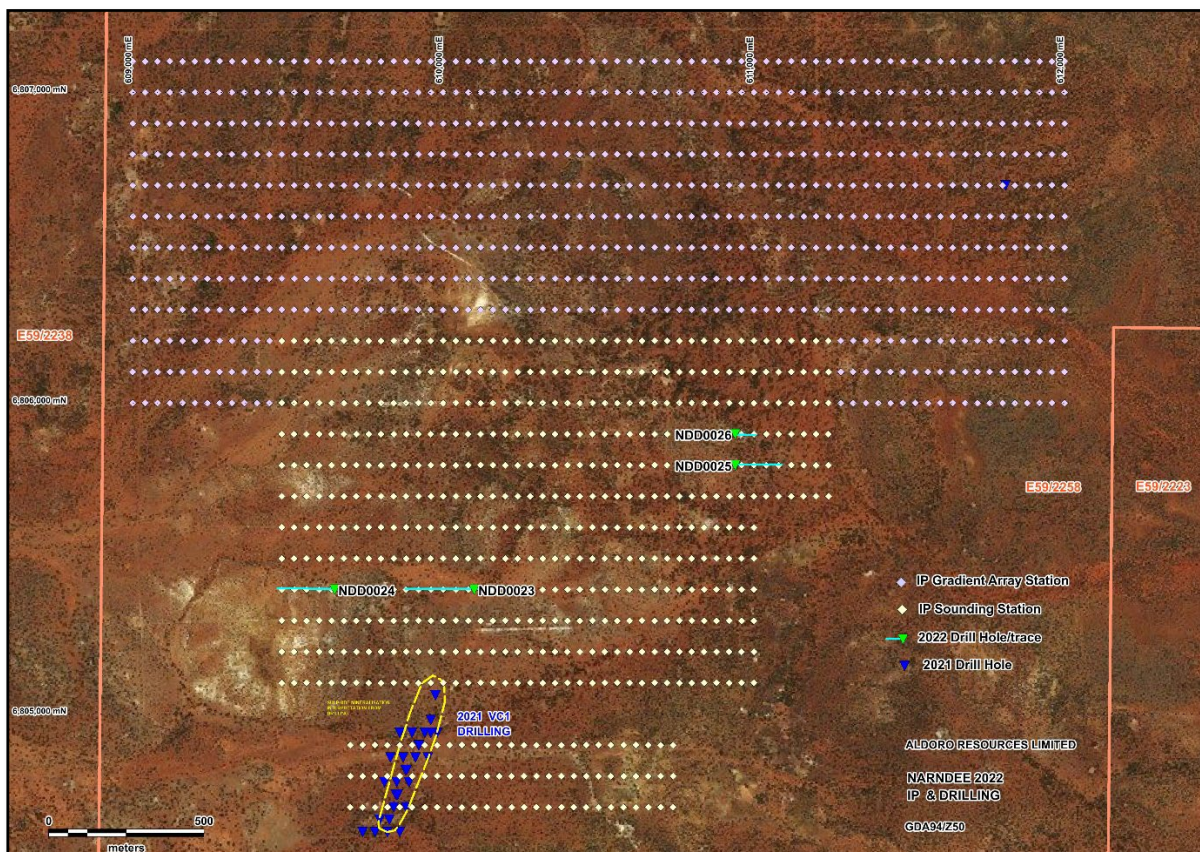 609,000 mE
610,000 mE
611,000 mE
612,000 mE
6,807,000 mN
E59/2238
6,806,000 mN
NDD0026
NDD0025
E59/2258
E59/2223
IP Gradient Array Station
NDD0024
NDD0023
IP Sounding Station
2022 Drill Hole/trace
2021 Drill Hole
6,805,000 mN
2021 VC1
DRILLING
ALDORO RESOURCES LIMITED
NARNDEE 2022
IP & DRILLING
GDA94/Z50
0
500
meters